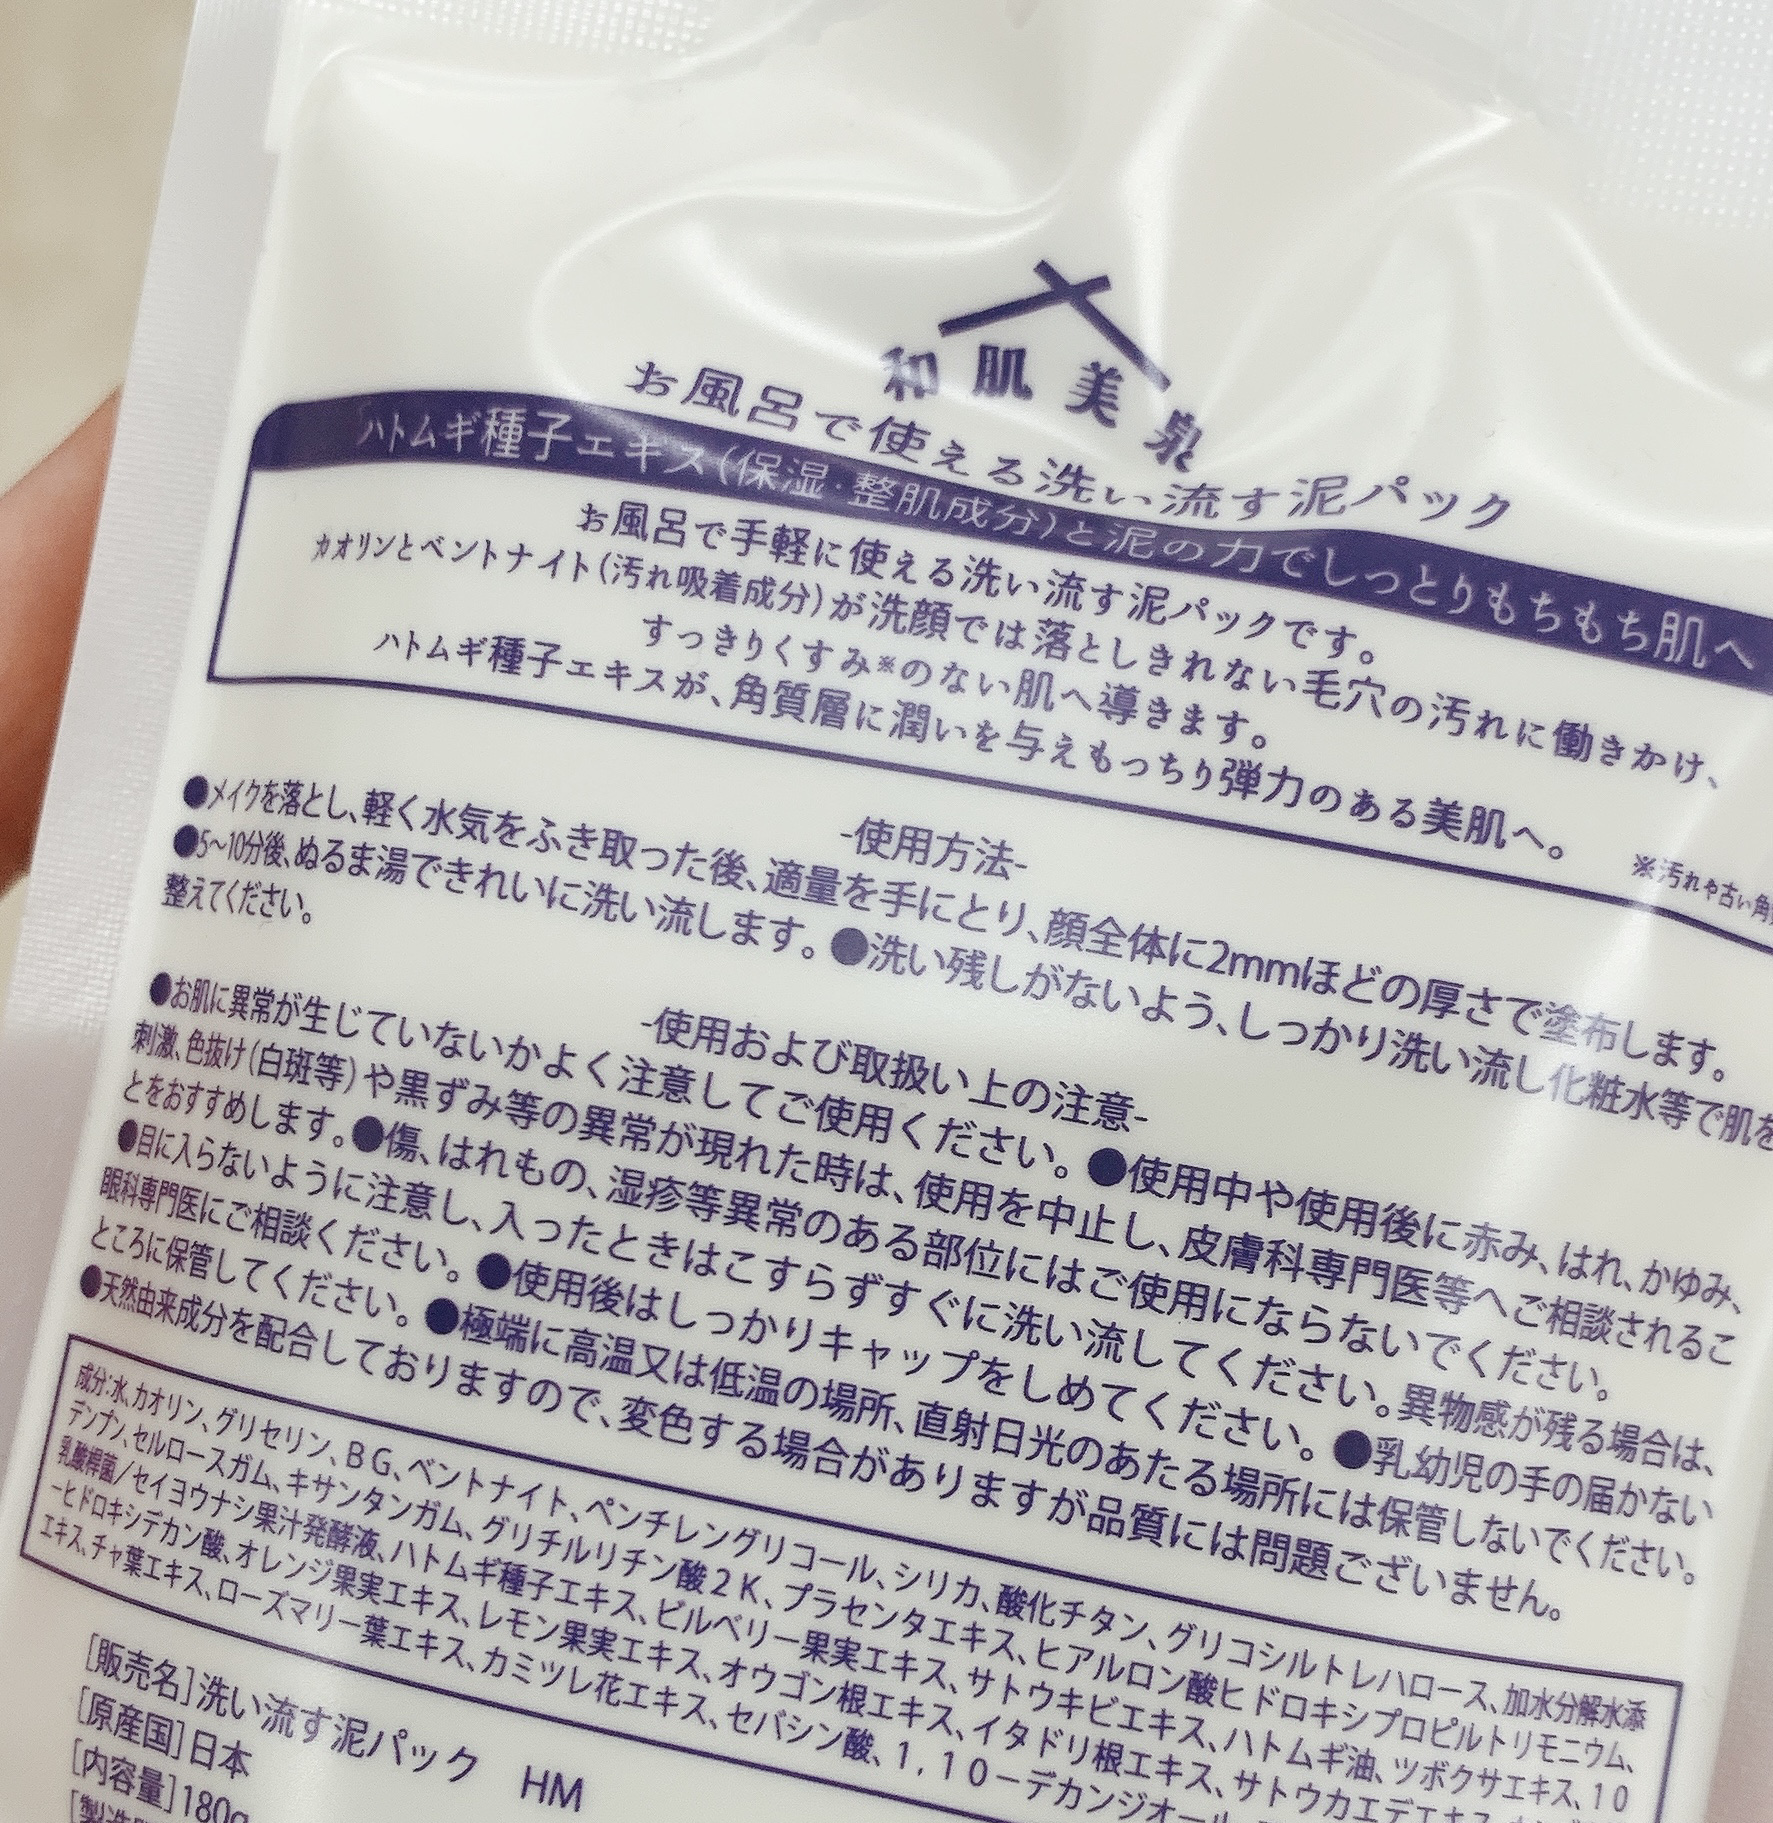 和肌美泉
お風呂で使える洗い流す泥パック
ハトムギ種子エキス(保湿・整肌成分)と泥の力でしっとりもちもち肌へ
お風呂で手軽に使える洗い流す泥パックです。
カオリンとベントナイト(汚れ吸着成分)が洗顔では落としきれない毛穴の汚れに働きかけ、
すっきりくすみ※のない肌へ導きます。
ハトムギ種子エキスが、角質層に潤いを与えもっちり弾力のある美肌へ。
※汚れや古い角
-使用方法-
●メイクを落とし、軽く水気をふき取った後、適量を手にとり、顔全体に2mmほどの厚さで塗布します。
●5〜10分後、ぬるま湯できれいに洗い流します。●洗い残しがないよう、しっかり洗い流し化粧水等で肌を
整えてください。
-使用および取扱い上の注意-
●お肌に異常が生じていないかよく注意してご使用ください。●使用中や使用後に赤み、はれ、かゆみ、
刺激、色抜け(白斑等)や黒ずみ等の異常が現れた時は、使用を中止し、皮膚科専門医等へご相談されるこ
とをおすすめします。●傷、はれもの、湿疹等異常のある部位にはご使用にならないでください。
●目に入らないように注意し、入ったときはこすらずすぐに洗い流してください。異物感が残る場合は、
眼科専門医にご相談ください。●使用後はしっかりキャップをしめてください。●乳幼児の手の届かない
ところに保管してください。●極端に高温又は低温の場所、直射日光のあたる場所には保管しないでください。
●天然由来成分を配合しておりますので、変色する場合がありますが品質には問題ございません。
成分:水、カオリン、グリセリン、BG、ベントナイト、ペンチレングリコール、シリカ、酸化チタン、グリコシルトレハロース、加水分解水添
デンプン、セルロースガム、キサンタンガム、グリチルリチン酸2K、プラセンタエキス、ヒアルロン酸ヒドロキシプロピルトリモニウム、
乳酸桿菌/セイヨウナシ果汁発酵液、ハトムギ種子エキス、ビルベリー果実エキス、サトウキビエキス、ハトムギ油、ツボクサエキス、10
ーヒドロキシデカン酸、オレンジ果実エキス、レモン果実エキス、オウゴン根エキス、イタドリ根エキス、サトウカエデエキス
エキス、チャ葉エキス、ローズマリー葉エキス、カミツレ花エキス、セバシン酸、1,10ーデカンジオール
[販売名]洗い流す泥パック HM
[原産国]日本
[内容量]180g